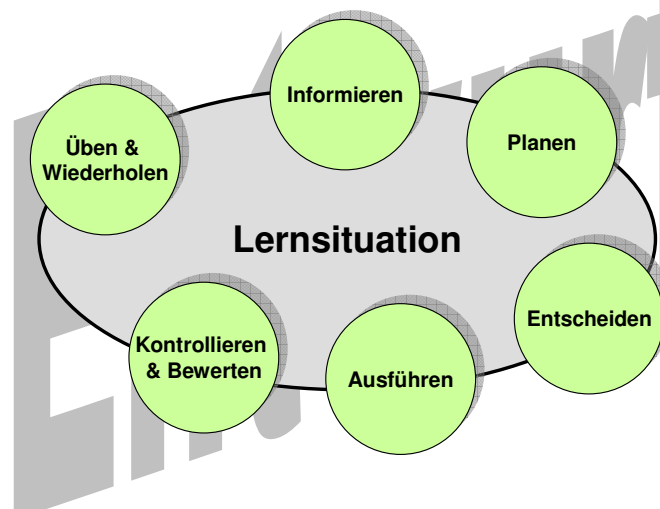 Informieren
Planen
Üben &
Wiederholen
Lernsituation
Entscheiden
Kontrollieren
& Bewerten
Ausführen